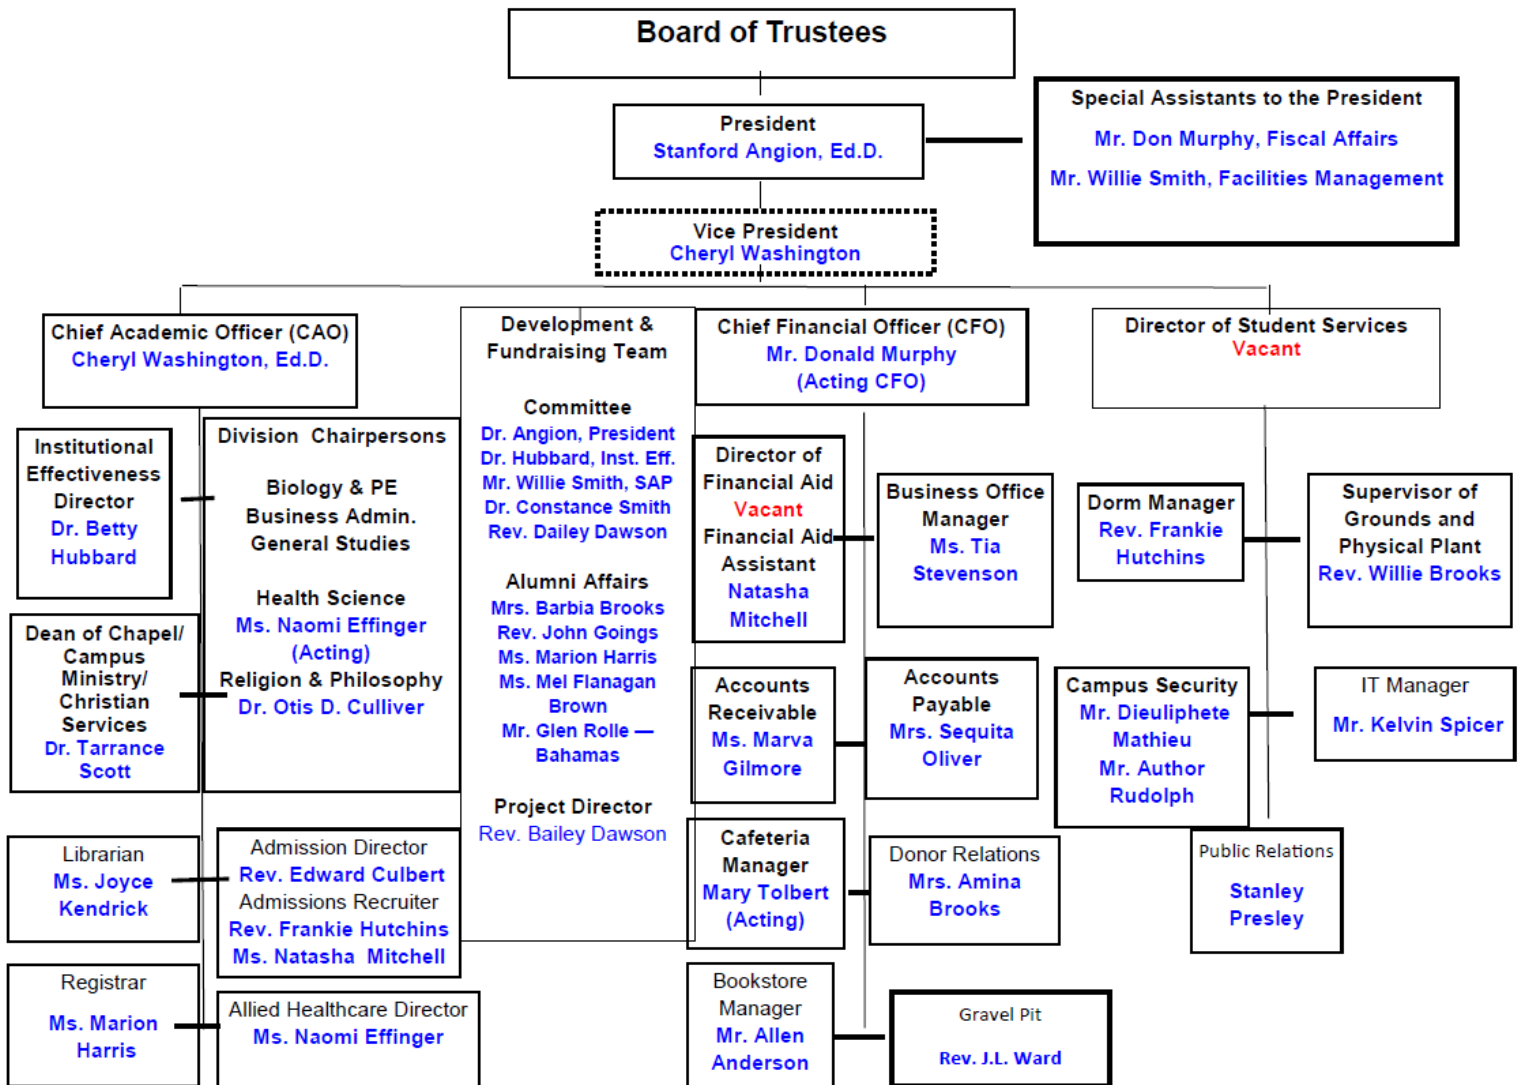 Board of Trustees
President
Stanford Angion, Ed.D.
Special Assistants to the President
Mr. Don Murphy, Fiscal Affairs
Mr. Willie Smith, Facilities Management
Vice President
Cheryl Washington
Chief Academic Officer (CAO)
Cheryl Washington, Ed.D.
Institutional
Effectiveness
Director
Dr. Betty
Hubbard
Division Chairpersons
Biology & PE
Business Admin.
General Studies
Health Science
Ms. Naomi Effinger
(Acting)
Religion & Philosophy
Dr. Otis D. Culliver
Dean of Chapel/
Campus
Ministry/
Christian
Services
Dr. Tarrance
Scott
Librarian
Ms. Joyce
Kendrick
Admission Director
Rev. Edward Culbert
Admissions Recruiter
Rev. Frankie Hutchins
Ms. Natasha Mitchell
Registrar
Ms. Marion
Harris
Allied Healthcare Director
Ms. Naomi Effinger
Development &
Fundraising Team
Committee
Dr. Angion, President
Dr. Hubbard, Inst. Eff.
Mr. Willie Smith, SAP
Dr. Constance Smith
Rev. Dailey Dawson
Alumni Affairs
Mrs. Barbia Brooks
Rev. John Goings
Ms. Marion Harris
Ms. Mel Flanagan
Brown
Mr. Glen Rolle —
Bahamas
Project Director
Rev. Bailey Dawson
Chief Financial Officer (CFO)
Mr. Donald Murphy
(Acting CFO)
Director of
Financial Aid
Vacant
Financial Aid
Assistant
Natasha
Mitchell
Business Office
Manager
Ms. Tia
Stevenson
Accounts
Receivable
Ms. Marva
Gilmore
Accounts
Payable
Mrs. Sequita
Oliver
Cafeteria
Manager
Mary Tolbert
(Acting)
Donor Relations
Mrs. Amina
Brooks
Bookstore
Manager
Mr. Allen
Anderson
Gravel Pit
Rev. J.L. Ward
Director of Student Services
Vacant
Dorm Manager
Rev. Frankie
Hutchins
Supervisor of
Grounds and
Physical Plant
Rev. Willie Brooks
Campus Security
Mr. Dieuliphete
Mathieu
Mr. Author
Rudolph
IT Manager
Mr. Kelvin Spicer
Public Relations
Stanley
Presley